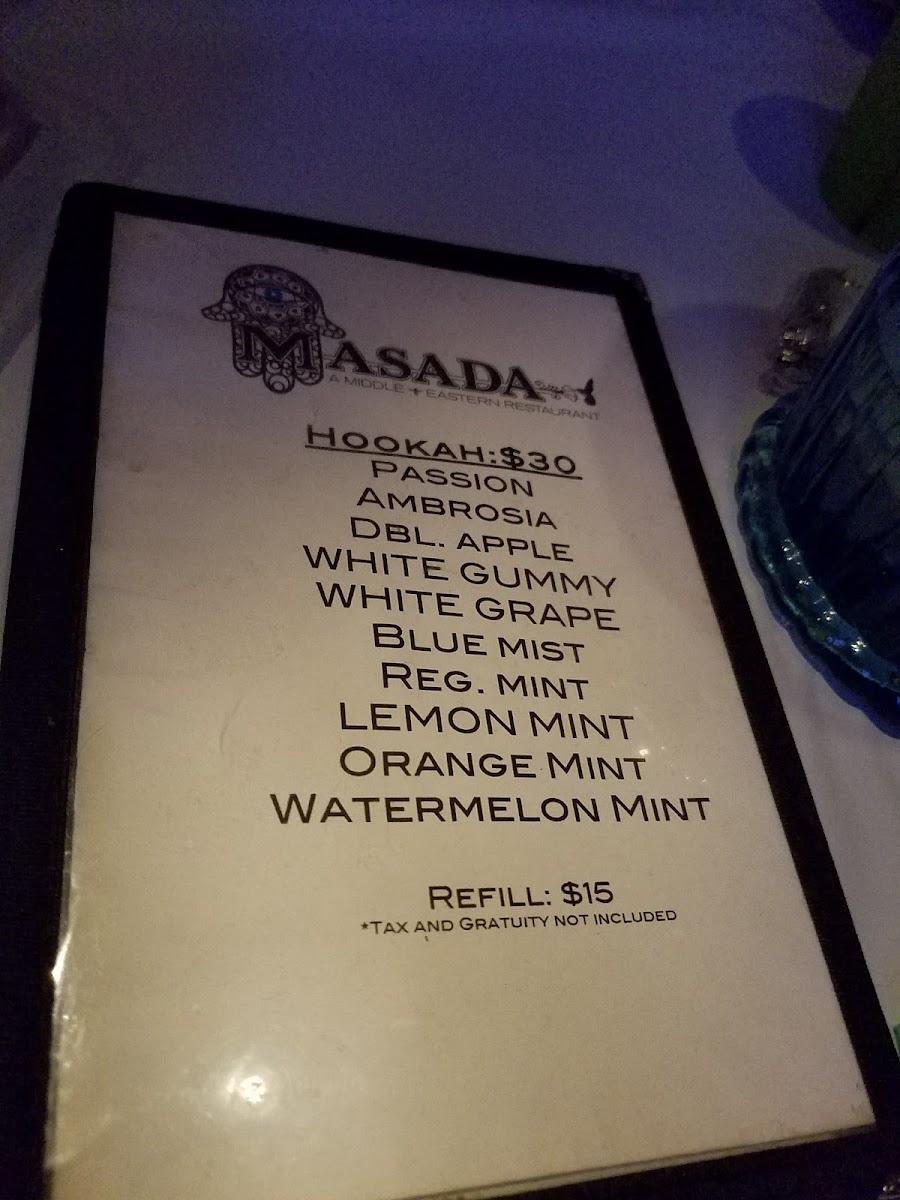 MASADA
A MIDDLE + EASTERN RESTAURANT
HOOKAH:$30
PASSION
AMBROSIA
DBL. APPLE
WHITE GUMMY
WHITE GRAPE
BLUE MIST
REG. MINT
LEMON MINT
ORANGE MINT
WATERMELON MINT
REFILL: $15
*TAX AND GRATUITY NOT INCLUDED